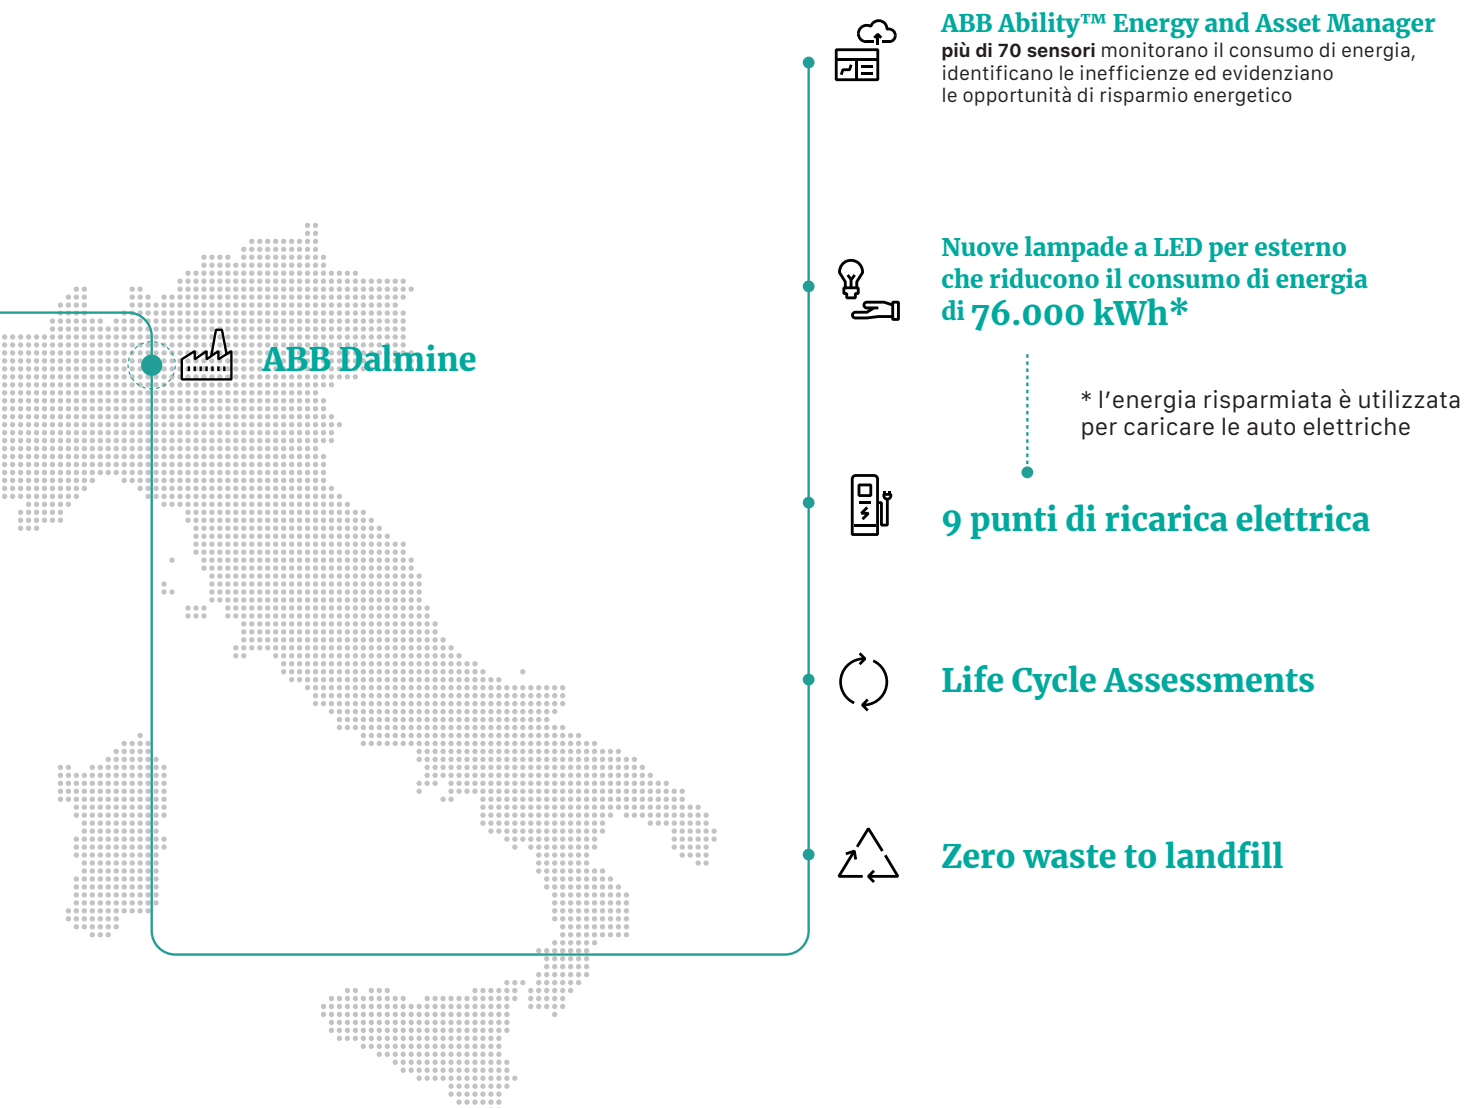 ABB Ability™ Energy and Asset Manager
più di 70 sensori monitorano il consumo di energia,
identificano le inefficienze ed evidenziano
le opportunità di risparmio energetico
Nuove lampade a LED per esterno
che riducono il consumo di energia
di 76.000 kWh*
ABB Dalmine
* l'energia risparmiata è utilizzata
per caricare le auto elettriche
9 punti di ricarica elettrica
Life Cycle Assessments
Zero waste to landfill